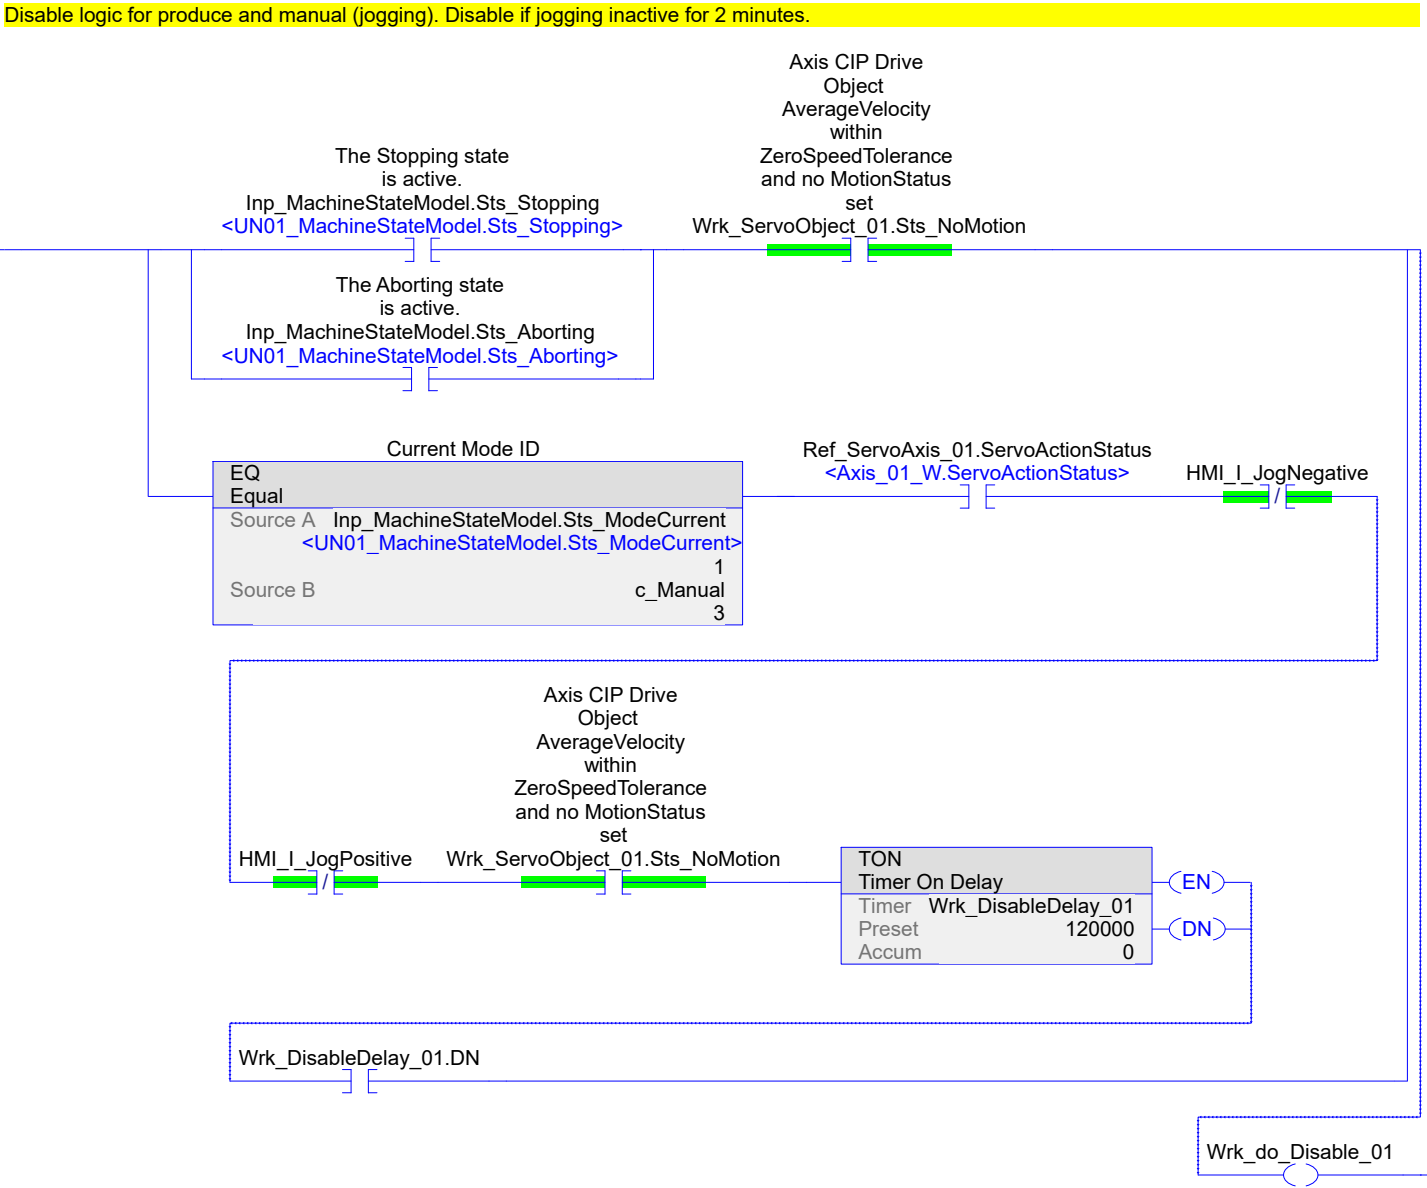 Disable logic for produce and manual (jogging). Disable if jogging inactive for 2 minutes.
Axis CIP Drive
Object
AverageVelocity
within
ZeroSpeedTolerance
and no MotionStatus
set
Wrk_ServoObject_01.Sts_NoMotion
The Stopping state
is active.
Inp_MachineStateModel.Sts_Stopping
<UN01_MachineStateModel.Sts_Stopping>
The Aborting state
is active.
Inp_MachineStateModel.Sts_Aborting
<UN01_MachineStateModel.Sts_Aborting>
Current Mode ID
EQ
Equal
Source A Inp_MachineStateModel.Sts_ModeCurrent
<UN01_MachineStateModel.Sts_ModeCurrent>
1
Source B c_Manual
3
Ref_ServoAxis_01.ServoActionStatus
<Axis_01_W.ServoActionStatus>
HMI_I_JogNegative
/
HMI_I_JogPositive
/
Axis CIP Drive
Object
AverageVelocity
within
ZeroSpeedTolerance
and no MotionStatus
set
Wrk_ServoObject_01.Sts_NoMotion
TON
Timer On Delay
Timer Wrk_DisableDelay_01
Preset 120000
Accum 0
EN
DN
Wrk_DisableDelay_01.DN
Wrk_do_Disable_01